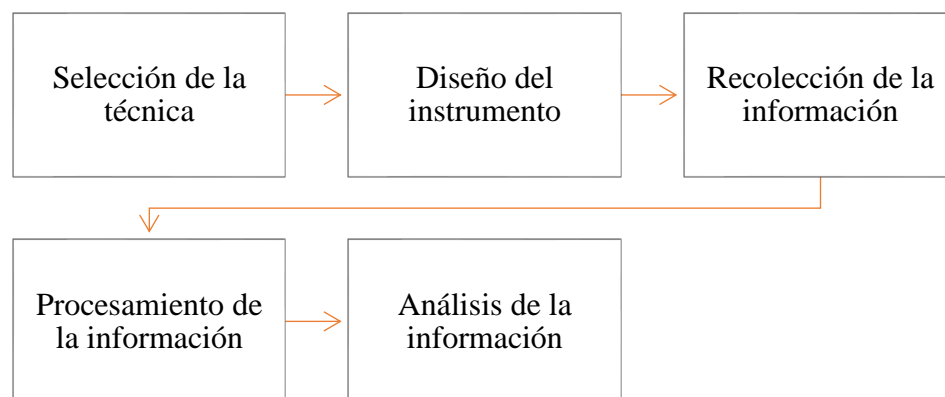 Selección de la
técnica
Diseño del
instrumento
Recolección de la
información
Procesamiento de
la información
Análisis de la
información